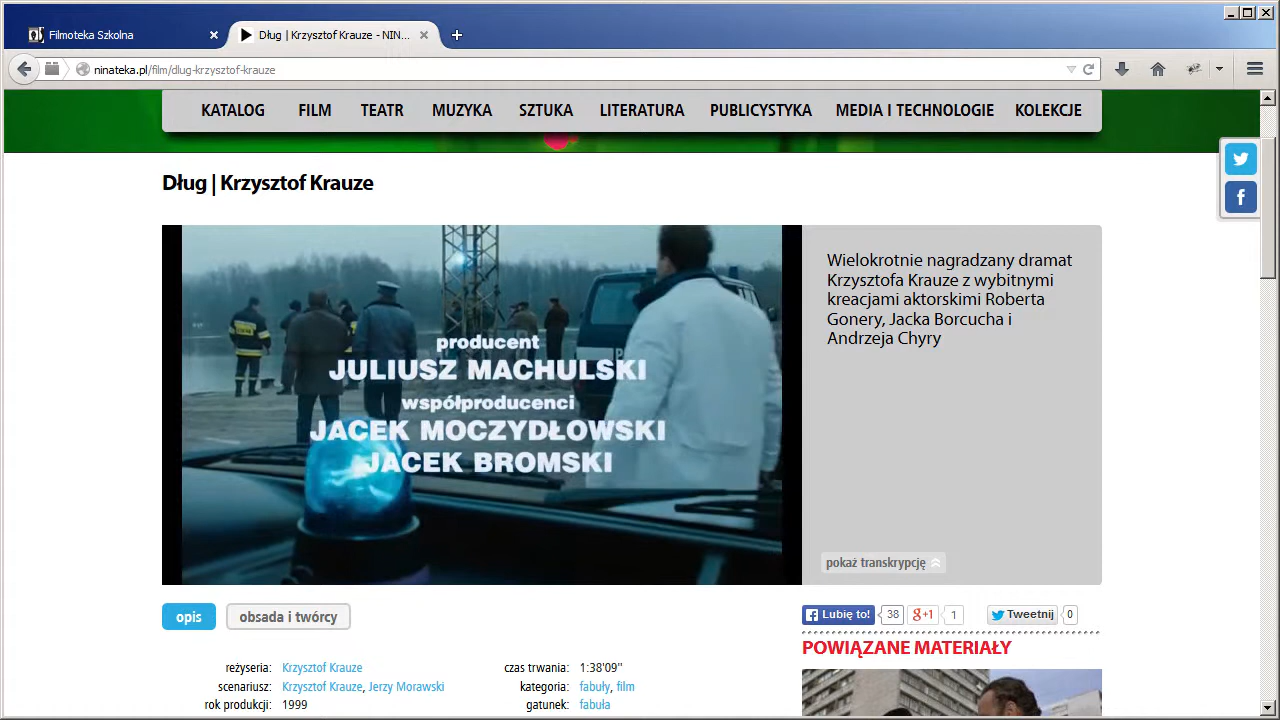 Filmoteka Szkolna
Dług | Krzysztof Krauze - NIN...
ninateka.pl/film/dlug-krzysztof-krauze
KATALOG FILM TEATR MUZYKA SZTUKA LITERATURA PUBLICYSTYKA MEDIA I TECHNOLOGIE KOLEKCJE
Dług | Krzysztof Krauze
producent
JULIUSZ MACHULSKI
współproducenci
JACEK MOCZYDŁOWSKI
JACEK BROMSKI
Wielokrotnie nagradzany dramat
Krzysztofa Krauze z wybitnymi
kreacjami aktorskimi Roberta
Gonery, Jacka Borcucha i
Andrzeja Chyry
pokaż transkrypcję
opis obsada i twórcy
Lubię to! 38 g+1 1 Tweetnij 0
POWIĄZANE MATERIAŁY
reżyseria: Krzysztof Krauze czas trwania: 1:38'09"
scenariusz: Krzysztof Krauze, Jerzy Morawski kategoria: fabuły, film
rok produkcji: 1999 gatunek: fabuła